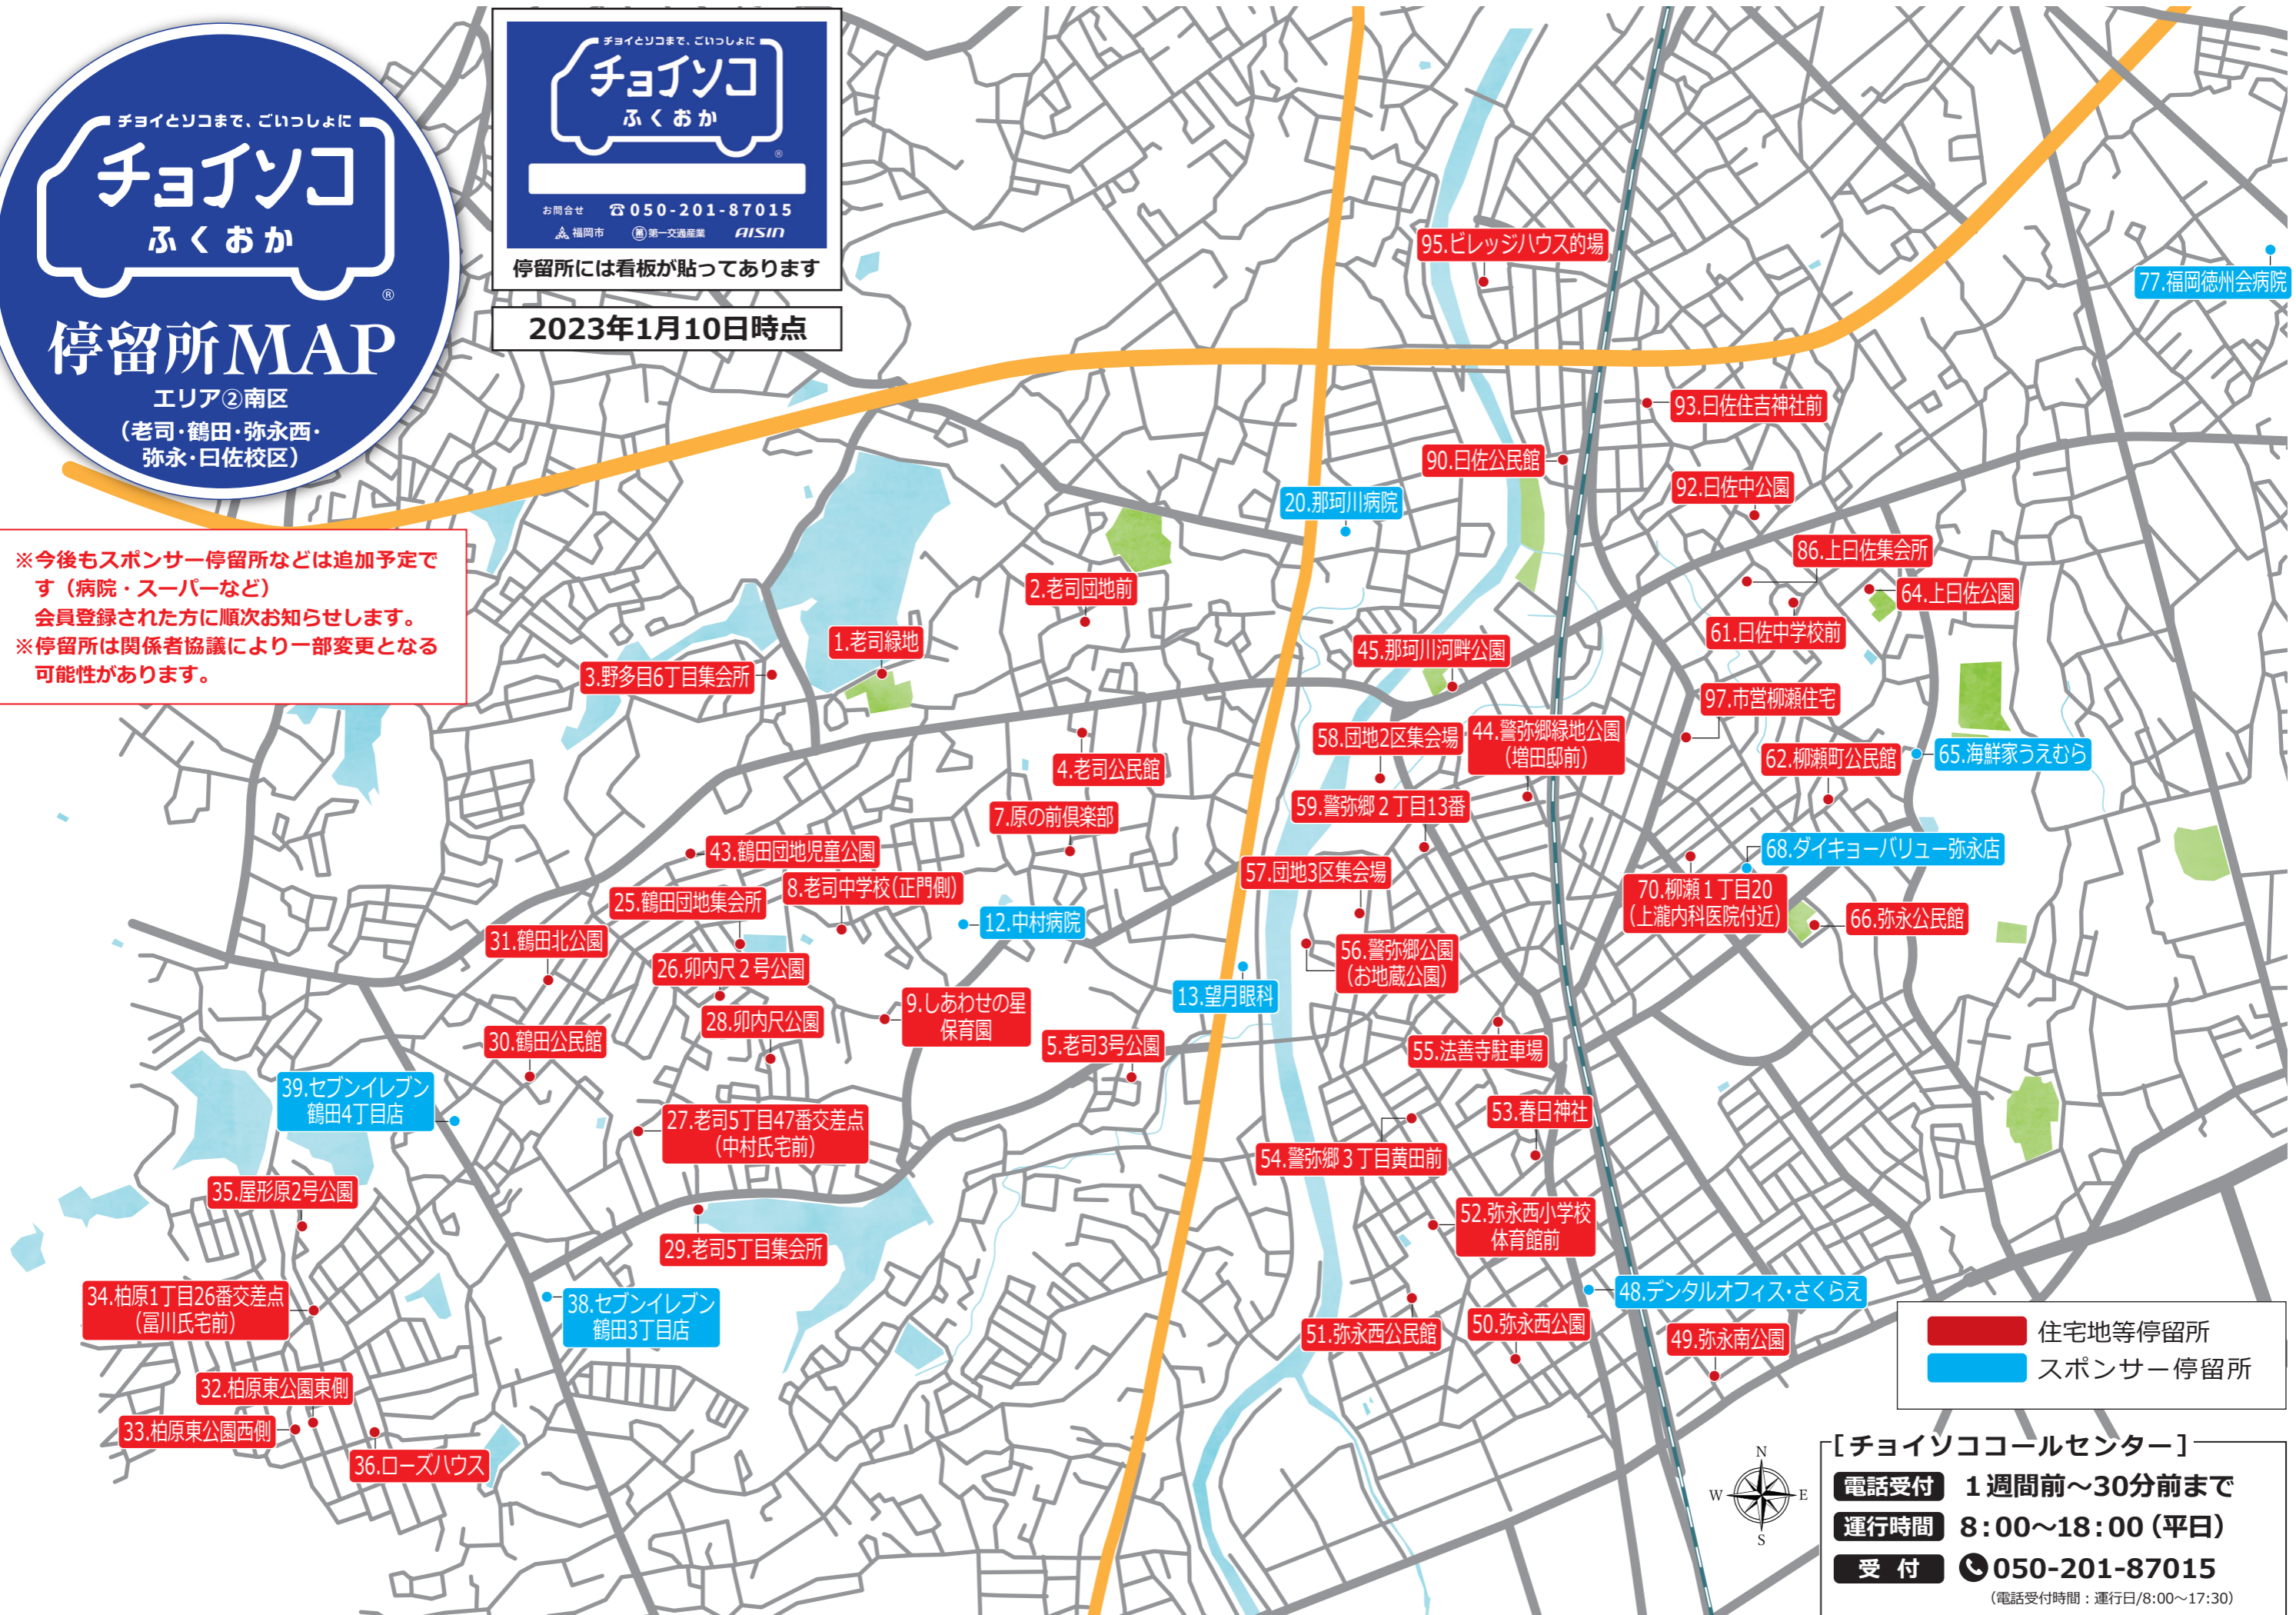 チョイとソコまで、ごいっしょに
チョイソコ
ふくおか
®
停留所MAP
エリア②南区
(老司・鶴田・弥永西・
弥永・曰佐校区)
チョイとソコまで、ごいっしょに
チョイソコ
ふくおか
®
お問合せ ☎050-201-87015
福岡市 第一交通産業 AISIN
停留所には看板が貼ってあります
2023年1月10日時点
※今後もスポンサー停留所などは追加予定で
す（病院・スーパーなど）
会員登録された方に順次お知らせします。
※停留所は関係者協議により一部変更となる
可能性があります。
95.ビレッジハウス的場
77.福岡徳州会病院
93.曰佐住吉神社前
90.曰佐公民館
92.曰佐中公園
20.那珂川病院
86.上曰佐集会所
2.老司団地前
64.上曰佐公園
61.曰佐中学校前
1.老司緑地
45.那珂川河畔公園
3.野多目6丁目集会所
97.市営柳瀬住宅
58.団地2区集会場
44.警弥郷緑地公園
(増田邸前)
62.柳瀬町公民館
65.海鮮家うえむら
4.老司公民館
59.警弥郷２丁目13番
7.原の前倶楽部
43.鶴田団地児童公園
68.ダイキョーバリュー弥永店
57.団地3区集会場
8.老司中学校(正門側)
70.柳瀬１丁目20
(上瀧内科医院付近)
25.鶴田団地集会所
12.中村病院
66.弥永公民館
31.鶴田北公園
56.警弥郷公園
(お地蔵公園)
26.卯内尺２号公園
13.望月眼科
9.しあわせの星
保育園
28.卯内尺公園
30.鶴田公民館
5.老司3号公園
55.法善寺駐車場
39.セブンイレブン
鶴田4丁目店
27.老司5丁目47番交差点
(中村氏宅前)
53.春日神社
54.警弥郷３丁目黄田前
35.屋形原2号公園
52.弥永西小学校
体育館前
29.老司5丁目集会所
48.デンタルオフィス・さくらえ
34.柏原1丁目26番交差点
(冨川氏宅前)
38.セブンイレブン
鶴田3丁目店
51.弥永西公民館
50.弥永西公園
49.弥永南公園
32.柏原東公園東側
33.柏原東公園西側
36.ローズハウス
住宅地等停留所
スポンサー停留所
N
W
E
S
[チョイソココールセンター]
電話受付 １週間前～30分前まで
運行時間 8:00～18:00(平日)
受付 050-201-87015
(電話受付時間：運行日/8:00～17:30)